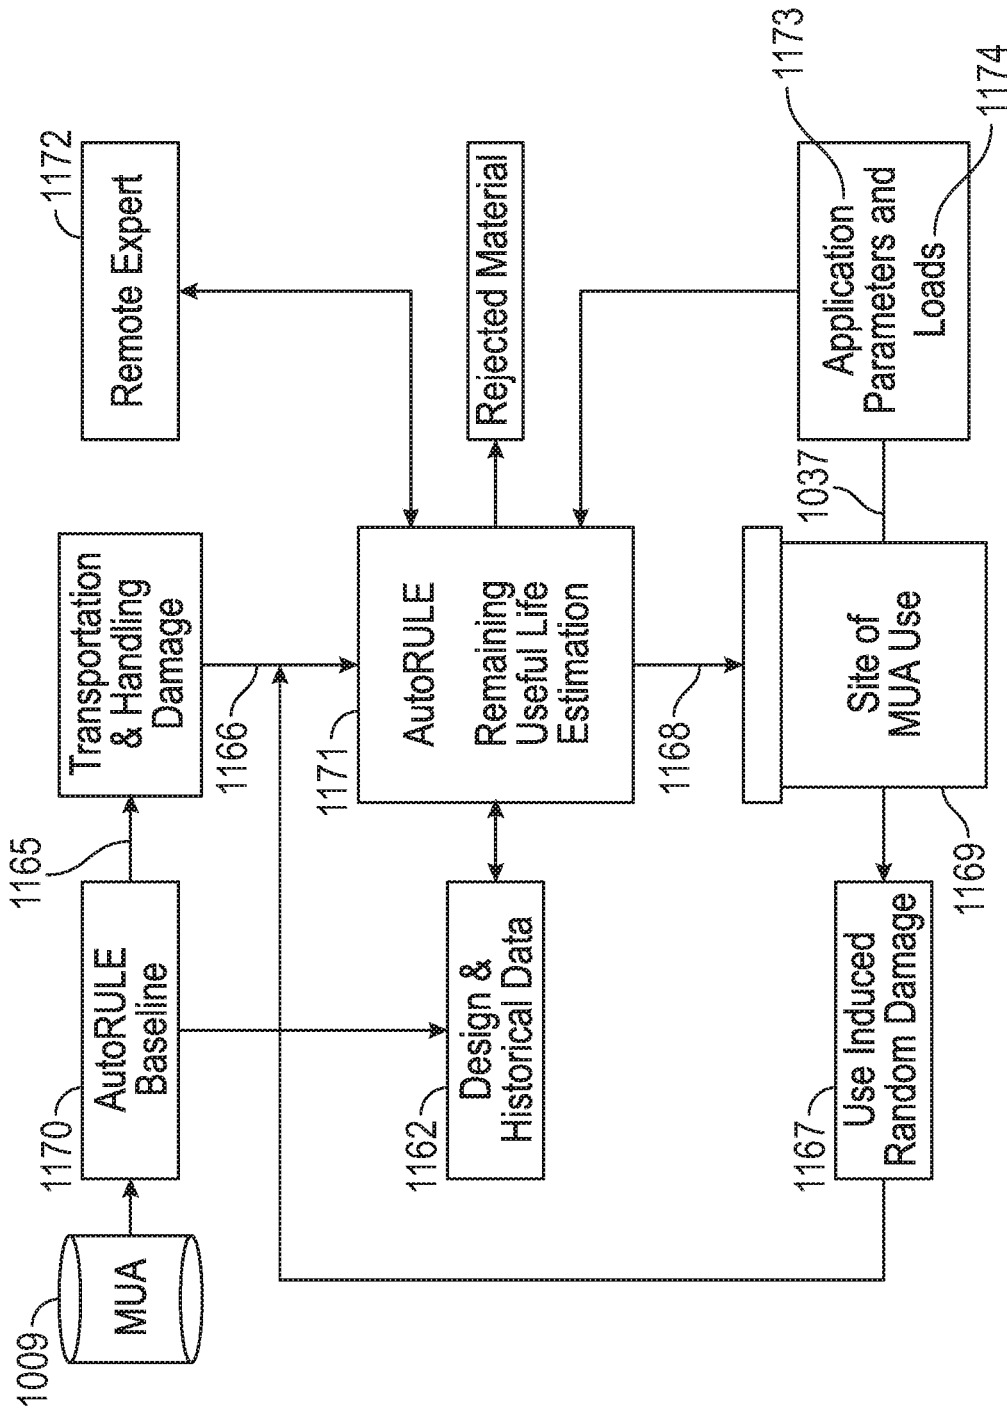 1009
MUA
1170
AutoRULE
Baseline
1165
Transportation
& Handling
Damage
1166
1172
Remote Expert
1162
Design &
Historical Data
1171
AutoRULE
Remaining
Useful Life
Estimation
Rejected Material
1168
1167
Use Induced
Random Damage
1169
Site of
MUA Use
1037
Application
Parameters and
Loads
1173
1174